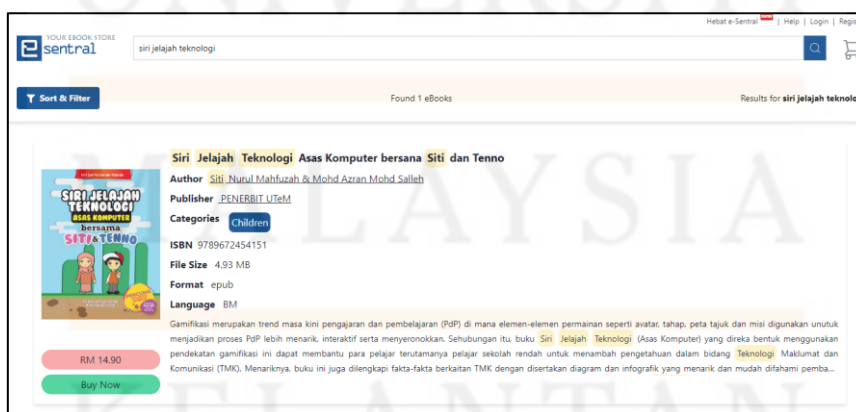 UNIVERSITI
Hebat e-Sentral | Help | Login | Regis
YOUR EBOOK STORE
sentral
siri jelajah teknologi
Sort & Filter
Found 1 eBooks
Results for siri jelajah teknolo
Siri Jelajah Teknologi Asas Komputer bersana Siti dan Tenno
Author Siti Nurul Mahfuzah & Mohd Azran Mohd Salleh
Publisher PENERBIT UTeM
Categories Children
ISBN 9789672454151
File Size 4.93 MB
Format epub
Language BM
SIRI JELAJAH
TEKNOLOGI
ASAS KOMPUTER
bersama
SITI & TENNO
Gamifikasi merupakan trend masa kini pengajaran dan pembelajaran (PdP) di mana elemen-elemen permainan seperti avatar, tahap, peta tajuk dan misi digunakan unutuk
menjadikan proses PdP lebih menarik, interaktif serta menyeronokkan. Sehubungan itu, buku Siri Jelajah Teknologi (Asas Komputer) yang direka bentuk menggunakan
pendekatan gamifikasi ini dapat membantu para pelajar terutamanya pelajar sekolah rendah untuk menambah pengetahuan dalam bidang Teknologi Maklumat dan
Komunikasi (TMK). Menariknya, buku ini juga dilengkapi fakta-fakta berkaitan TMK dengan disertakan diagram dan infografik yang menarik dan mudah difahami pemba...
RM 14.90
Buy Now
MALAYSIA
KELANTAN